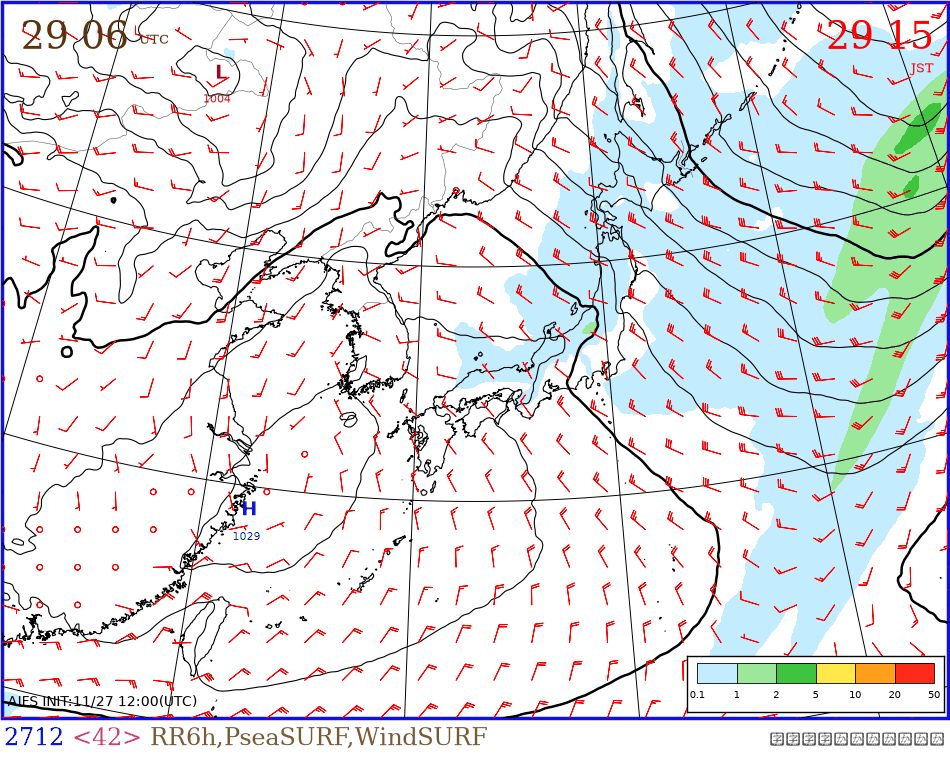 29 06 UTC
29 15
JST
L
1004
H
1029
0.1 1 2 5 10 20 50
AJES INIT:11/27 12:00(UTC)
2712 <42> RR6h,PseaSURF,WindSURF